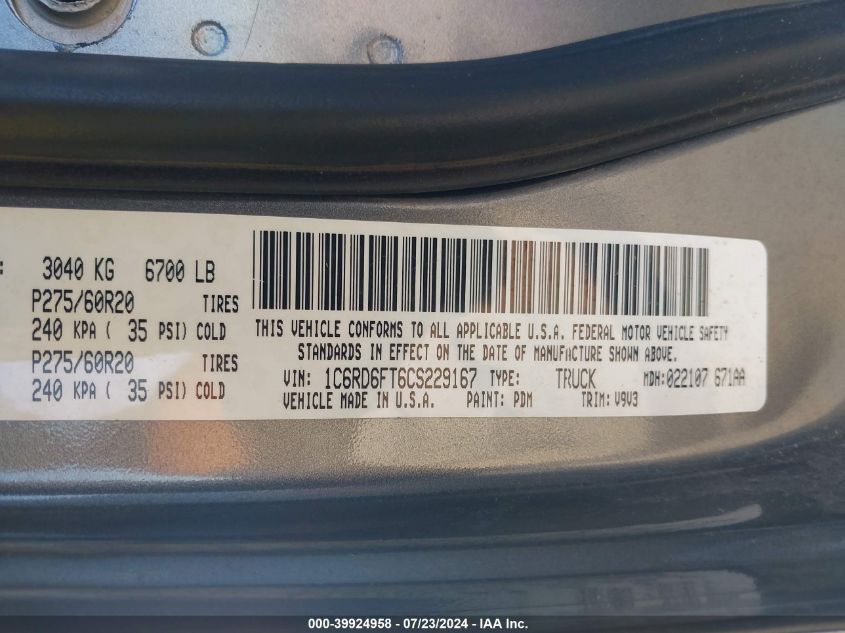 : 3040 KG 6700 LB
P275/60R20 TIRES
240 KPA ( 35 PSI) COLD
P275/60R20 TIRES
240 KPA ( 35 PSI) COLD
THIS VEHICLE CONFORMS TO ALL APPLICABLE U.S.A. FEDERAL MOTOR VEHICLE SAFETY
STANDARDS IN EFFECT ON THE DATE OF MANUFACTURE SHOWN ABOVE.
VIN: 1C6RD6FT6CS229167 TYPE: TRUCK MDH:022107 671AA
VEHICLE MADE IN U.S.A. PAINT: PDM TRIM: V9V3
000-39924958 - 07/23/2024 - IAA Inc.